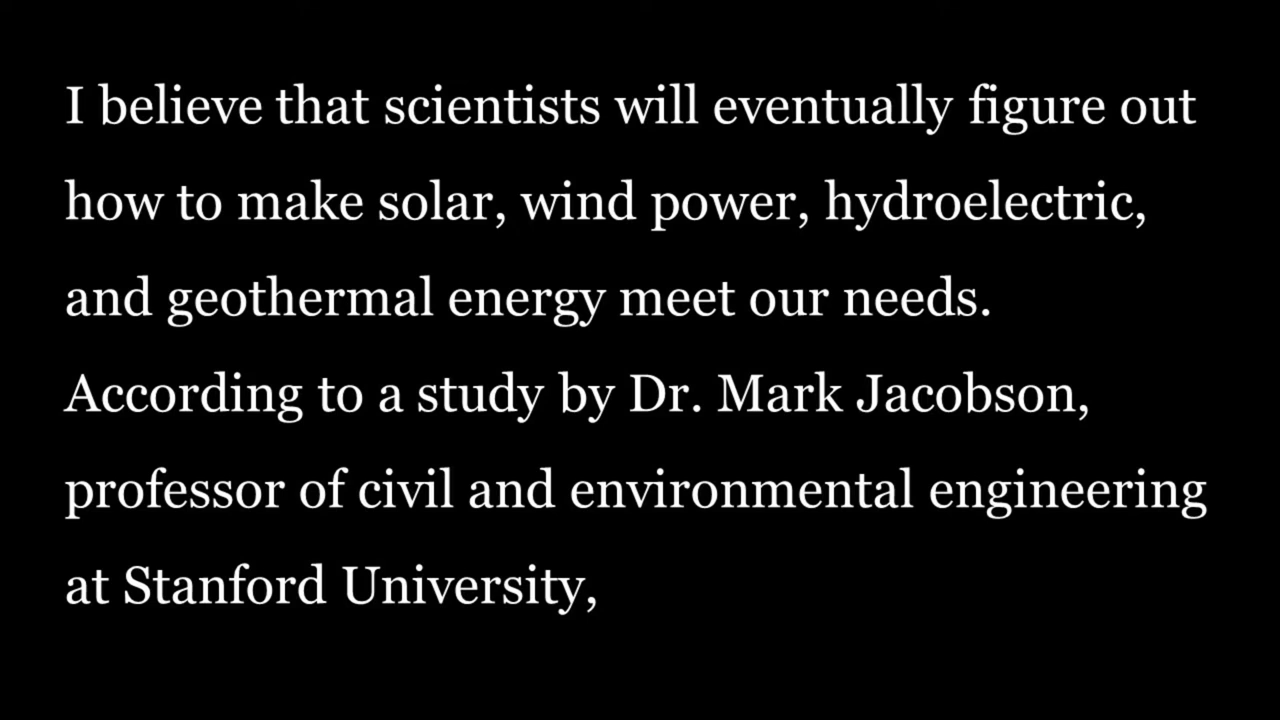 I believe that scientists will eventually figure out
how to make solar, wind power, hydroelectric,
and geothermal energy meet our needs.
According to a study by Dr. Mark Jacobson,
professor of civil and environmental engineering
at Stanford University,